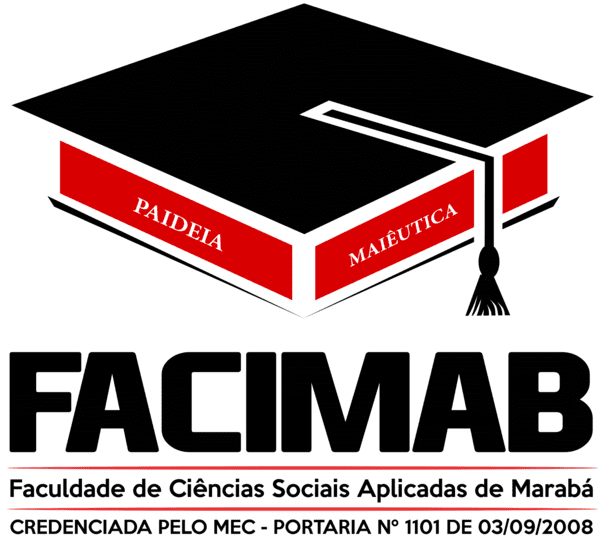 PAIDEIA
MAIÊUTICA
FACIMAB
Faculdade de Ciências Sociais Aplicadas de Marabá
CREDENCIADA PELO MEC - PORTARIA Nº 1101 DE 03/09/2008